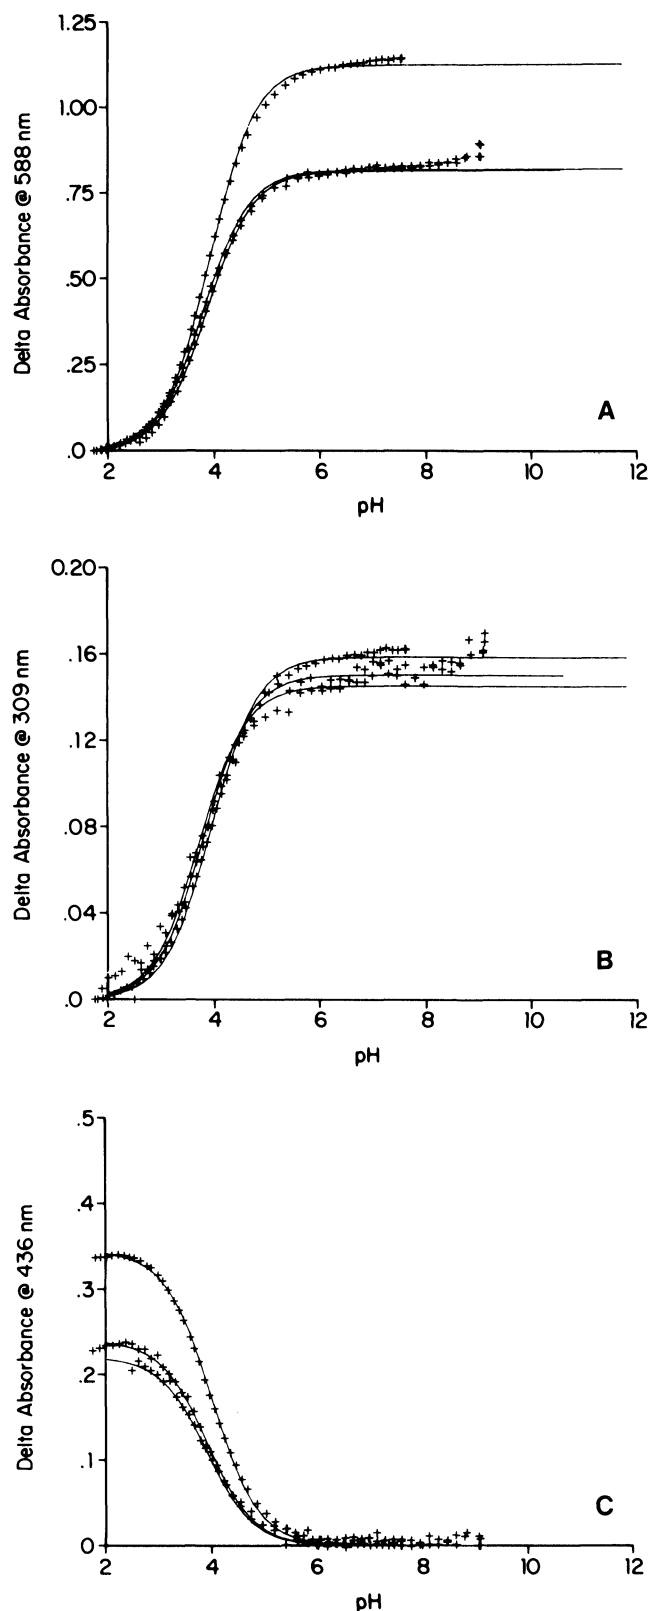 1.25
1.00
.75
.50
.25
.0
Delta Absorbance @ 588 nm
A
2 4 6 8 10 12
pH
0.20
.16
.12
.08
.04
.0
Delta Absorbance @ 309 nm
B
2 4 6 8 10 12
pH
.5
.4
.3
.2
.1
0
Delta Absorbance @ 436 nm
C
2 4 6 8 10 12
pH